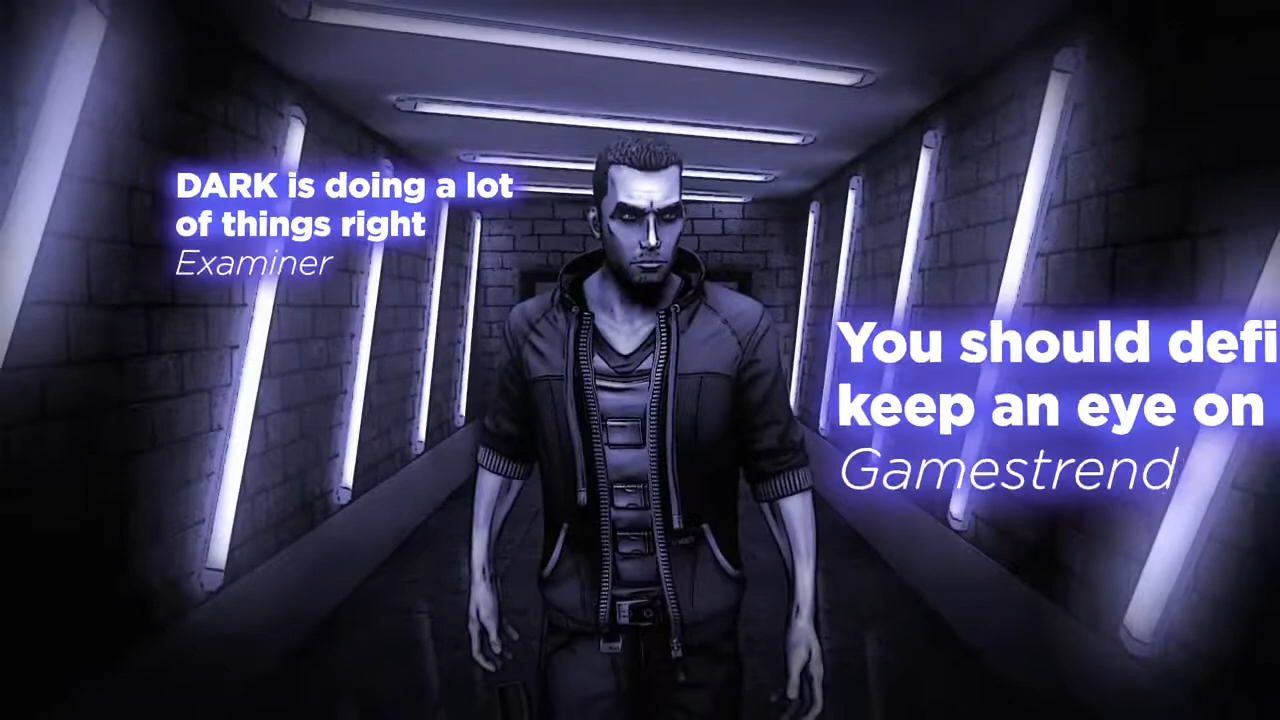 DARK is doing a lot
of things right
Examiner
You should defi
keep an eye on
Gamestrend